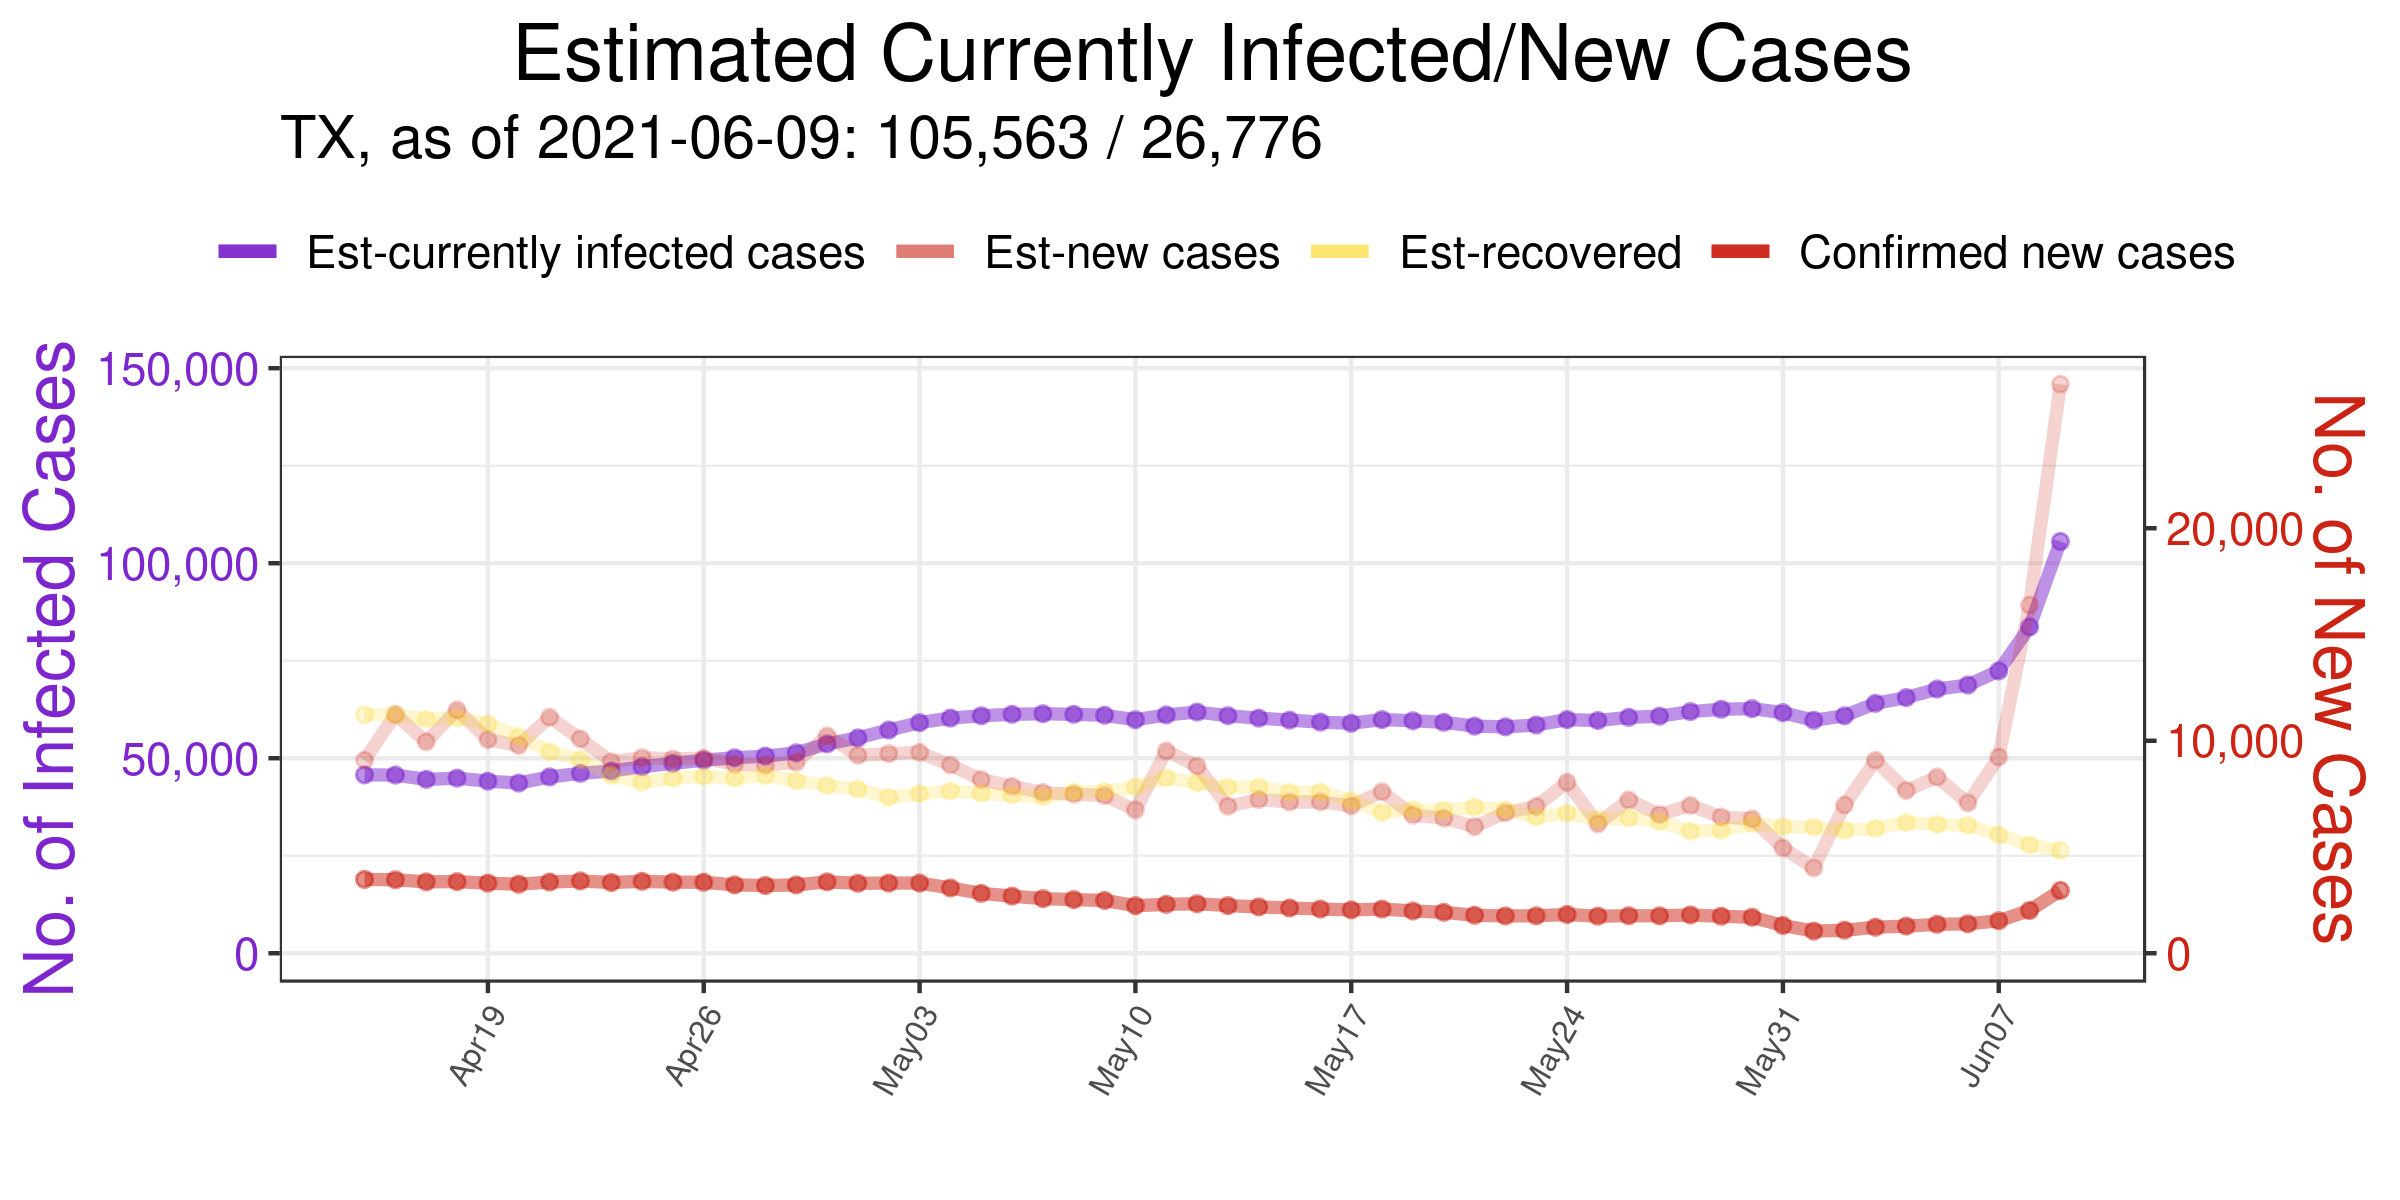 Estimated Currently Infected/New Cases
TX, as of 2021-06-09: 105,563 / 26,776
Est-currently infected cases Est-new cases Est-recovered Confirmed new cases
No. of Infected Cases
150,000
100,000
50,000
0
20,000
10,000
0
No. of New Cases
Apr19 Apr26 May03 May10 May17 May24 May31 Jun07